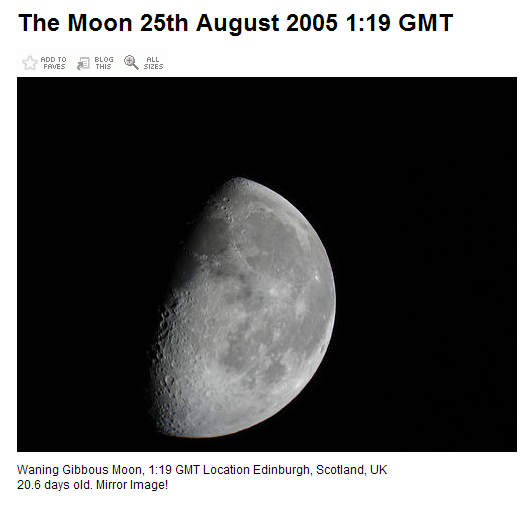 The Moon 25th August 2005 1:19 GMT
ADD TO FAVES BLOG THIS ALL SIZES
Waning Gibbous Moon, 1:19 GMT Location Edinburgh, Scotland, UK
20.6 days old. Mirror Image!